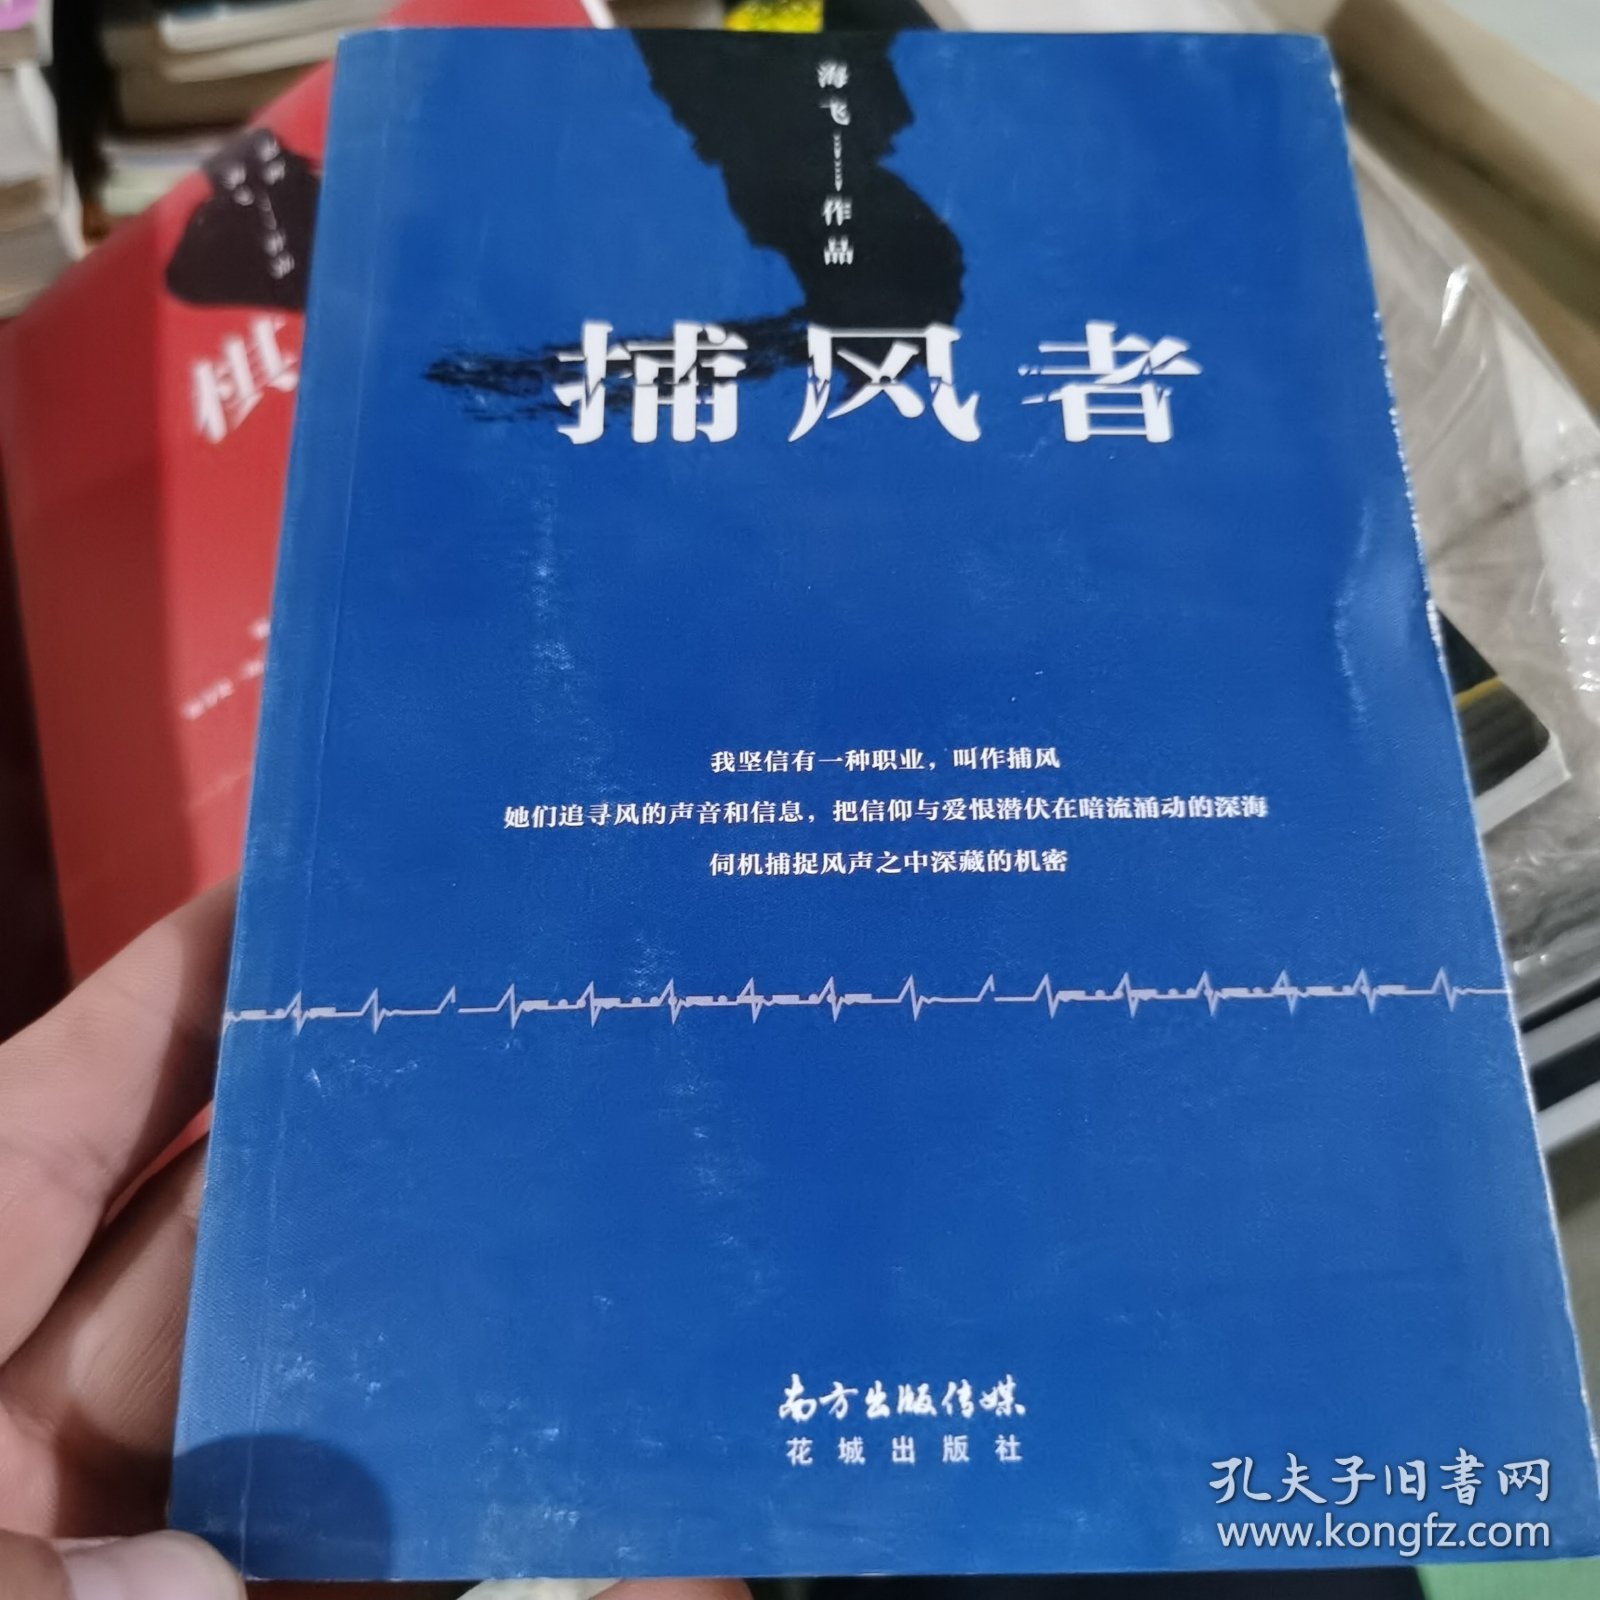 海飞
作品
捕风者
我坚信有一种职业，叫作捕风
她们追寻风的声音和信息，把信仰与爱恨潜伏在暗流涌动的深海
伺机捕捉风声之中深藏的机密
南方出版传媒
花城出版社
棋
孔夫子旧书网
www.kongfz.com